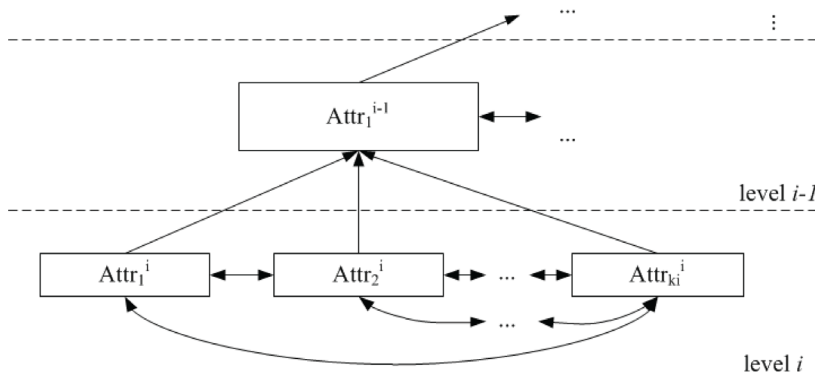 ... ⋮
Attr₁ⁱ⁻¹
...
level i-1
Attr₁ⁱ Attr₂ⁱ ... Attrₖᵢⁱ
...
level i